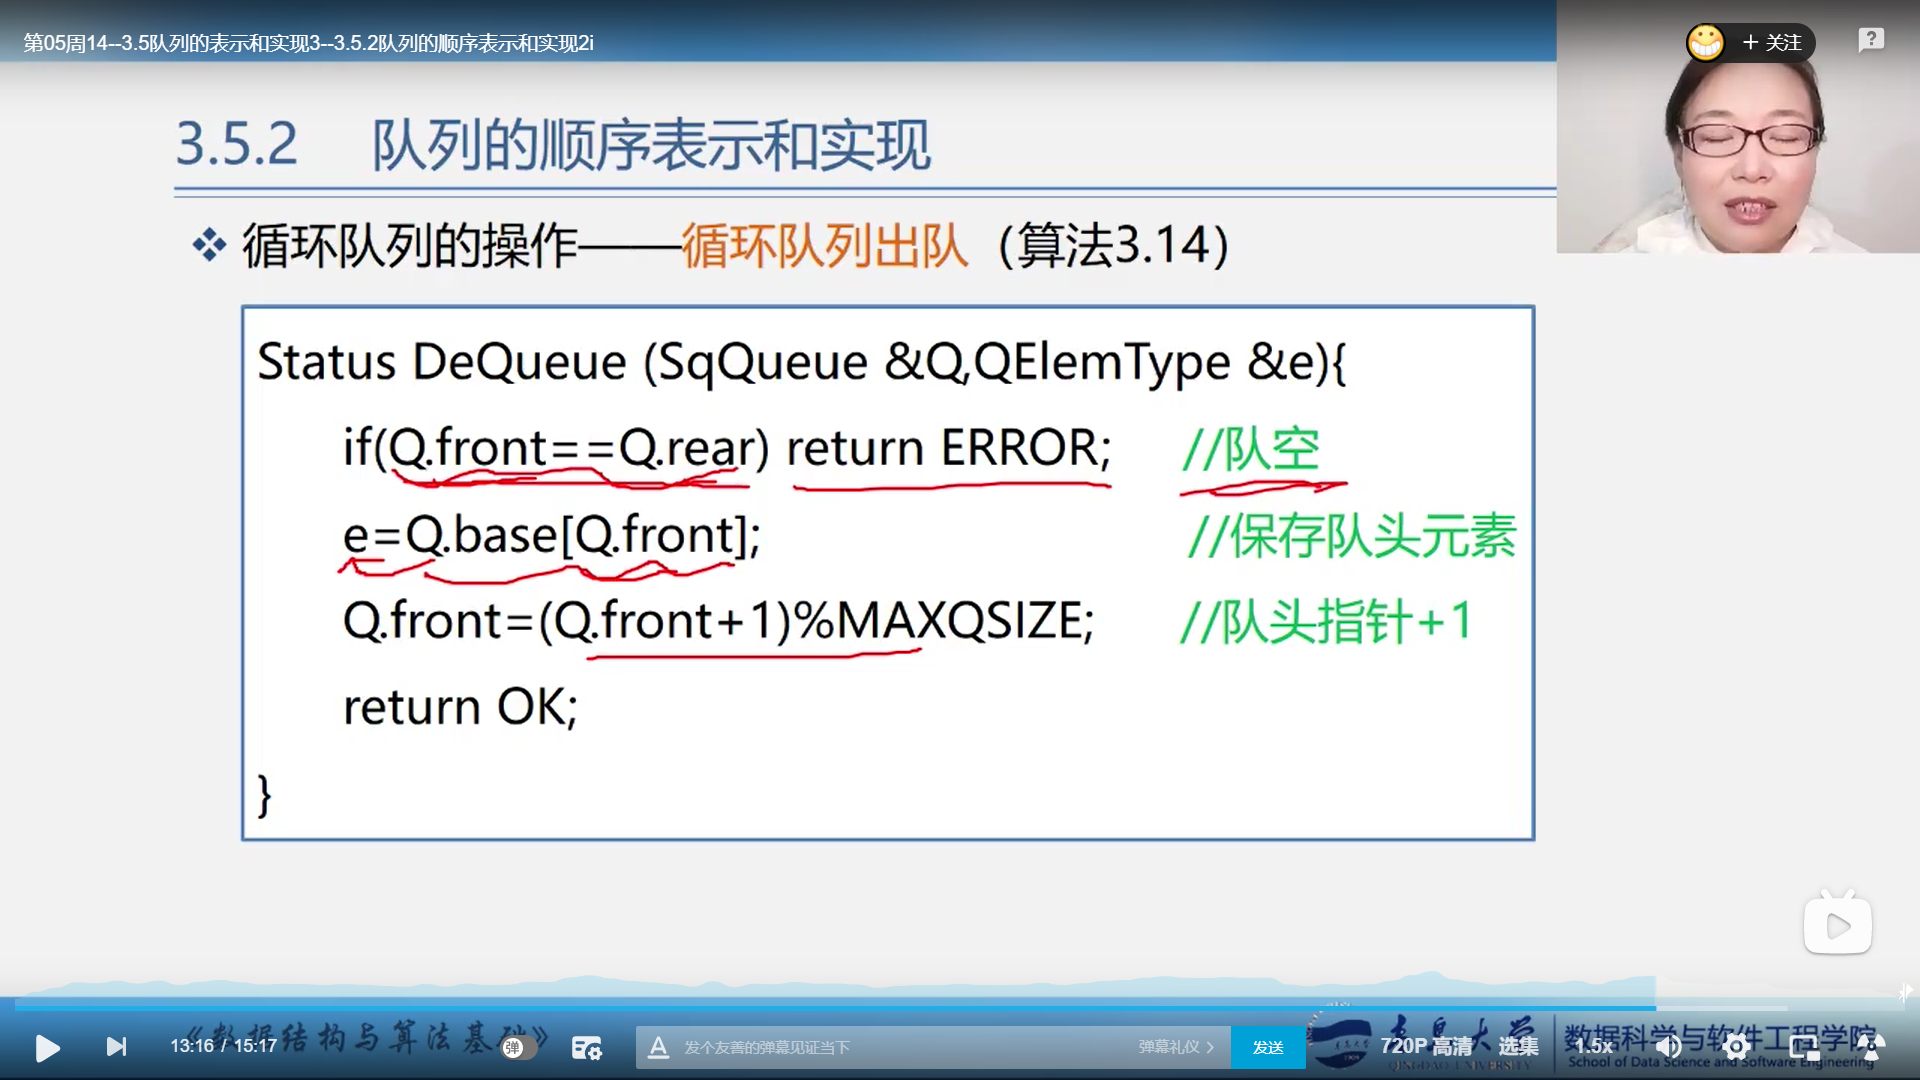 第05周14--3.5队列的表示和实现3--3.5.2队列的顺序表示和实现2i
+ 关注
?
3.5.2 队列的顺序表示和实现
❖ 循环队列的操作——循环队列出队（算法3.14）
Status DeQueue (SqQueue &Q,QElemType &e){
if(Q.front==Q.rear) return ERROR; //队空
e=Q.base[Q.front]; //保存队头元素
Q.front=(Q.front+1)%MAXQSIZE; //队头指针+1
return OK;
}
《数据结构与算法基础》
13:16 / 15:17
弹
A 发个友善的弹幕见证当下
弹幕礼仪 >
发送
青岛大学
QINGDAO UNIVERSITY
720P 高清
选集
1.5x
数据科学与软件工程学院
School of Data Science and Software Engineering